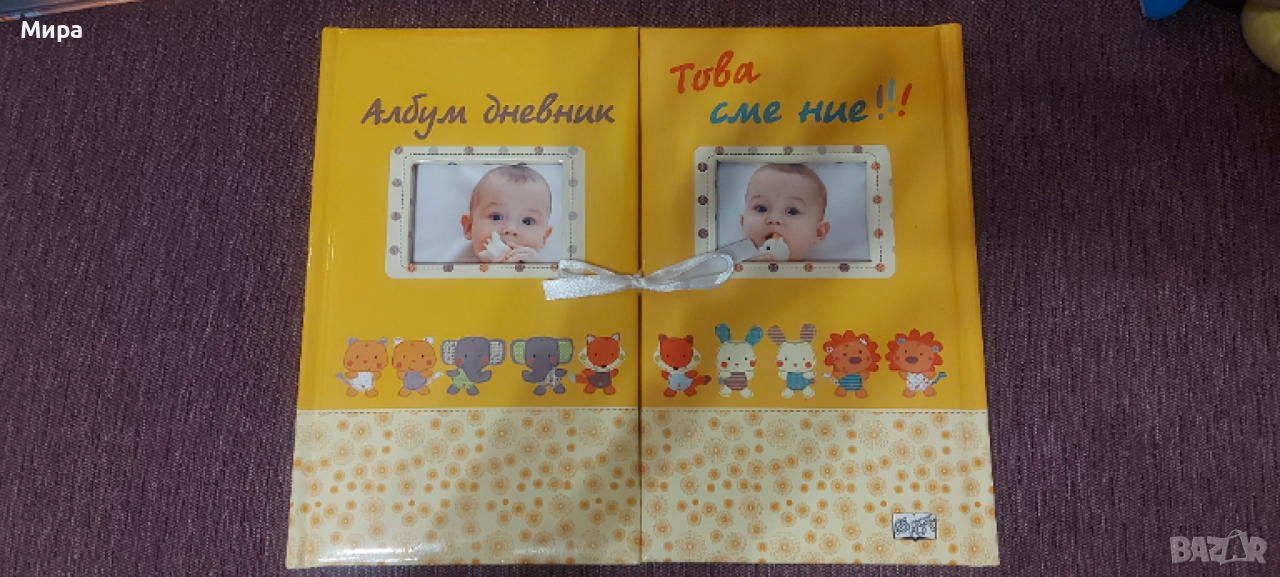 Мира
Албум дневник
Това
сме ние!!!
BAZAR